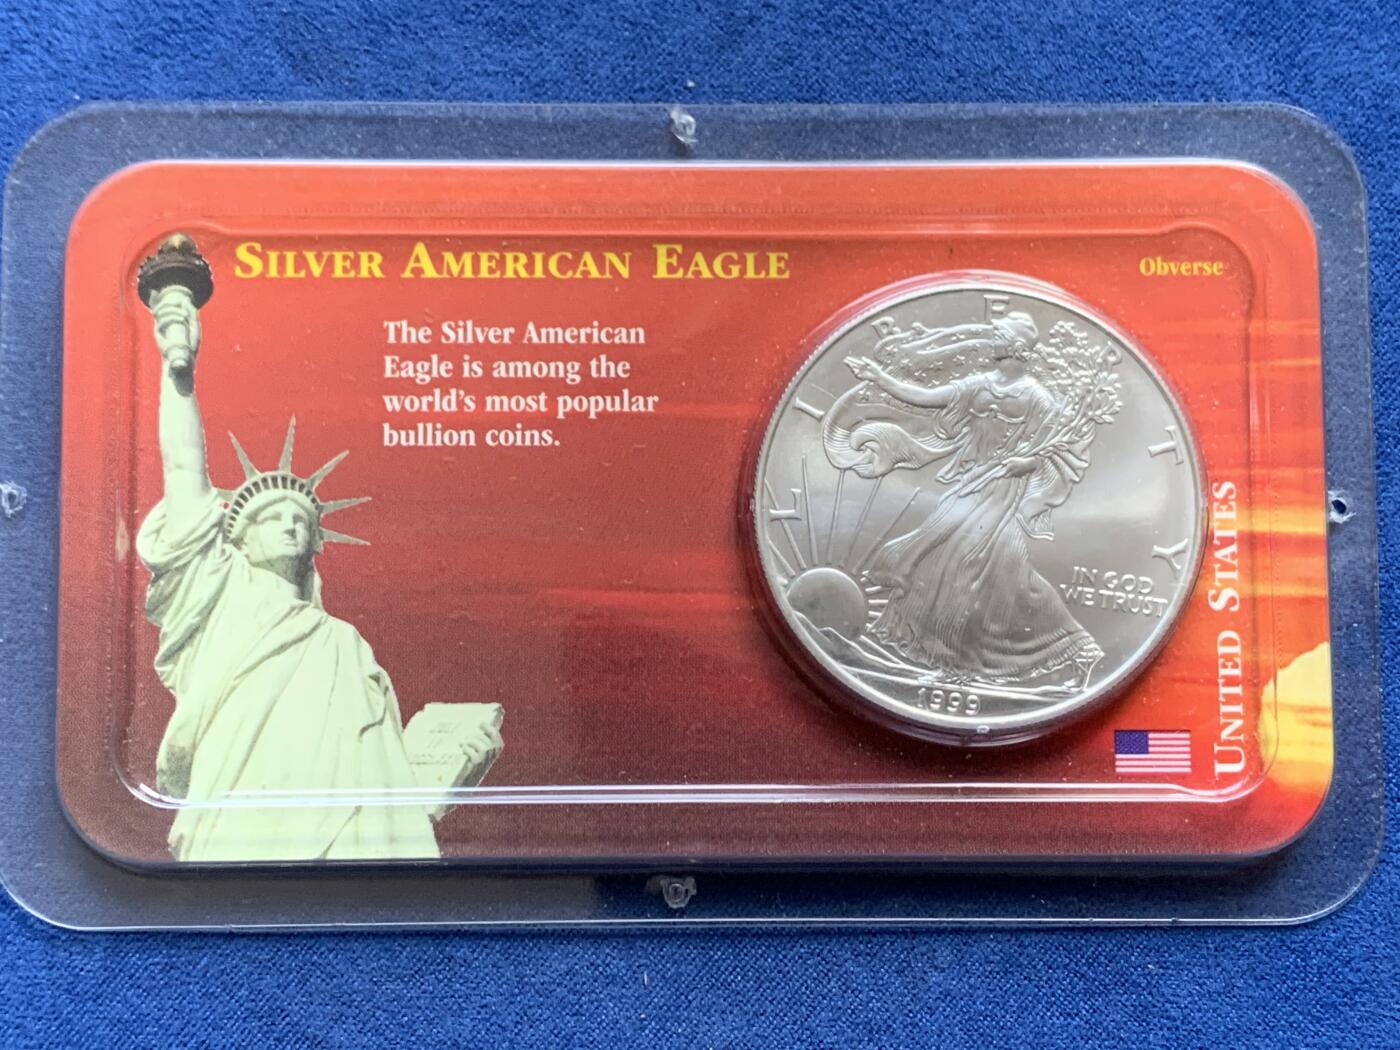 SILVER AMERICAN EAGLE
Obverse
The Silver American
Eagle is among the
world's most popular
bullion coins.
LIBERTY
IN GOD
WE TRUST
1999
UNITED STATES